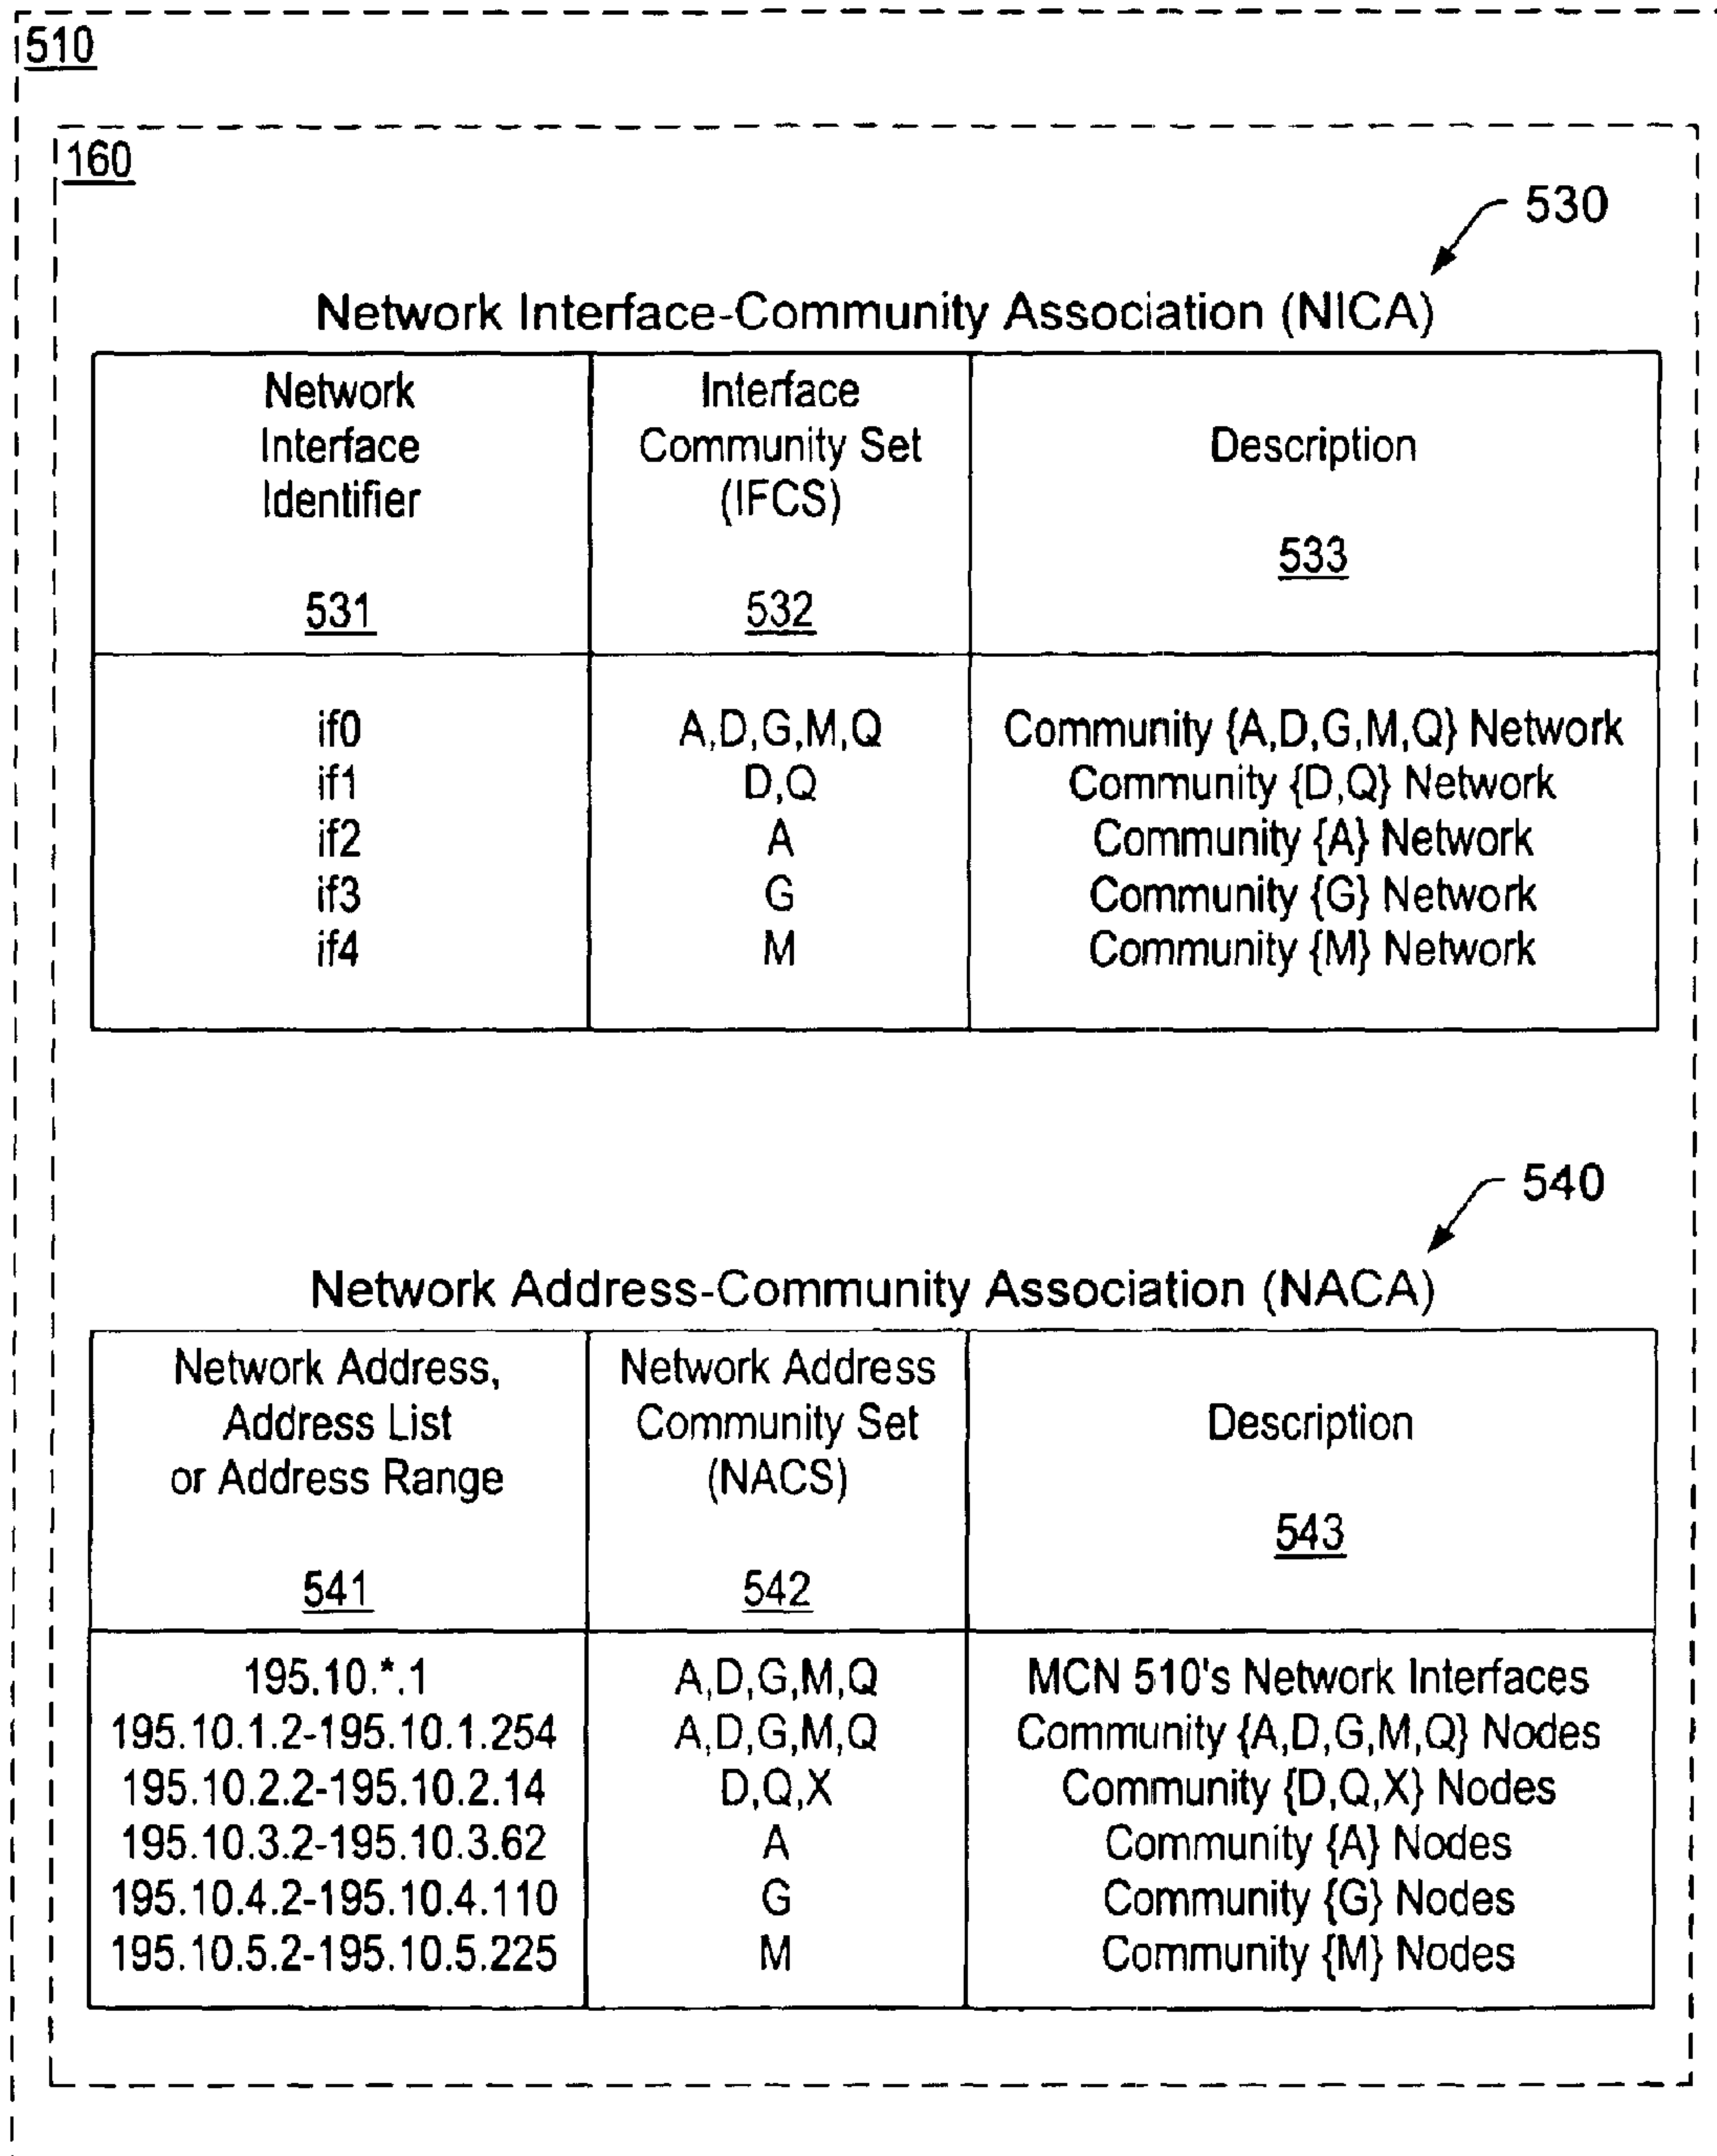 510
160
530
Network Interface-Community Association (NICA)
Network
Interface
Identifier
531
Interface
Community Set
(IFCS)
532
Description
533
if0 A,D,G,M,Q Community {A,D,G,M,Q} Network
if1 D,Q Community {D,Q} Network
if2 A Community {A} Network
if3 G Community {G} Network
if4 M Community {M} Network
540
Network Address-Community Association (NACA)
Network Address,
Address List
or Address Range
541
Network Address
Community Set
(NACS)
542
Description
543
195.10.*.1 A,D,G,M,Q MCN 510's Network Interfaces
195.10.1.2-195.10.1.254 A,D,G,M,Q Community {A,D,G,M,Q} Nodes
195.10.2.2-195.10.2.14 D,Q,X Community {D,Q,X} Nodes
195.10.3.2-195.10.3.62 A Community {A} Nodes
195.10.4.2-195.10.4.110 G Community {G} Nodes
195.10.5.2-195.10.5.225 M Community {M} Nodes